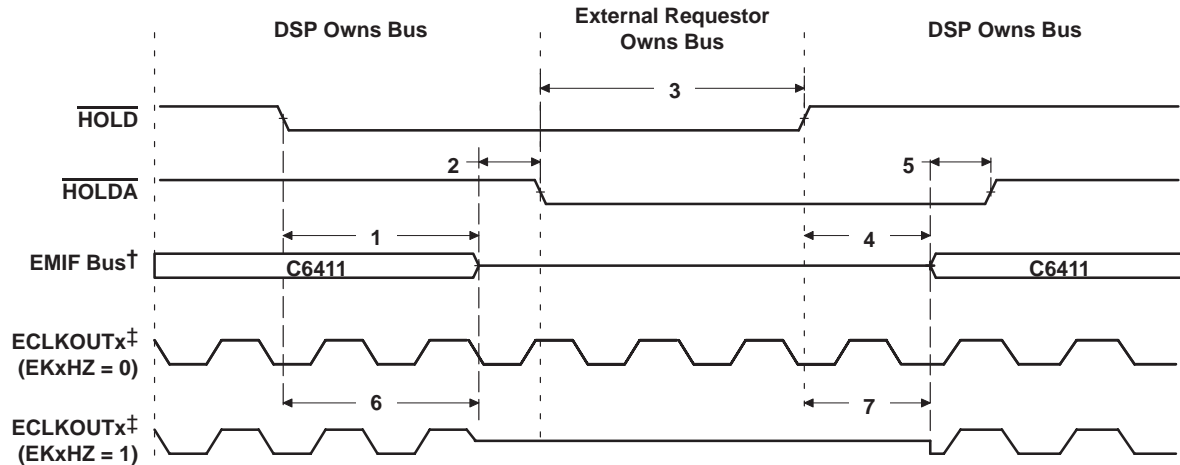 DSP Owns Bus
External Requestor
Owns Bus
DSP Owns Bus
3
HOLD
2
5
HOLDA
1
4
EMIF Bus†
C6411
C6411
ECLKOUTx‡
(EKxHZ = 0)
6
7
ECLKOUTx‡
(EKxHZ = 1)